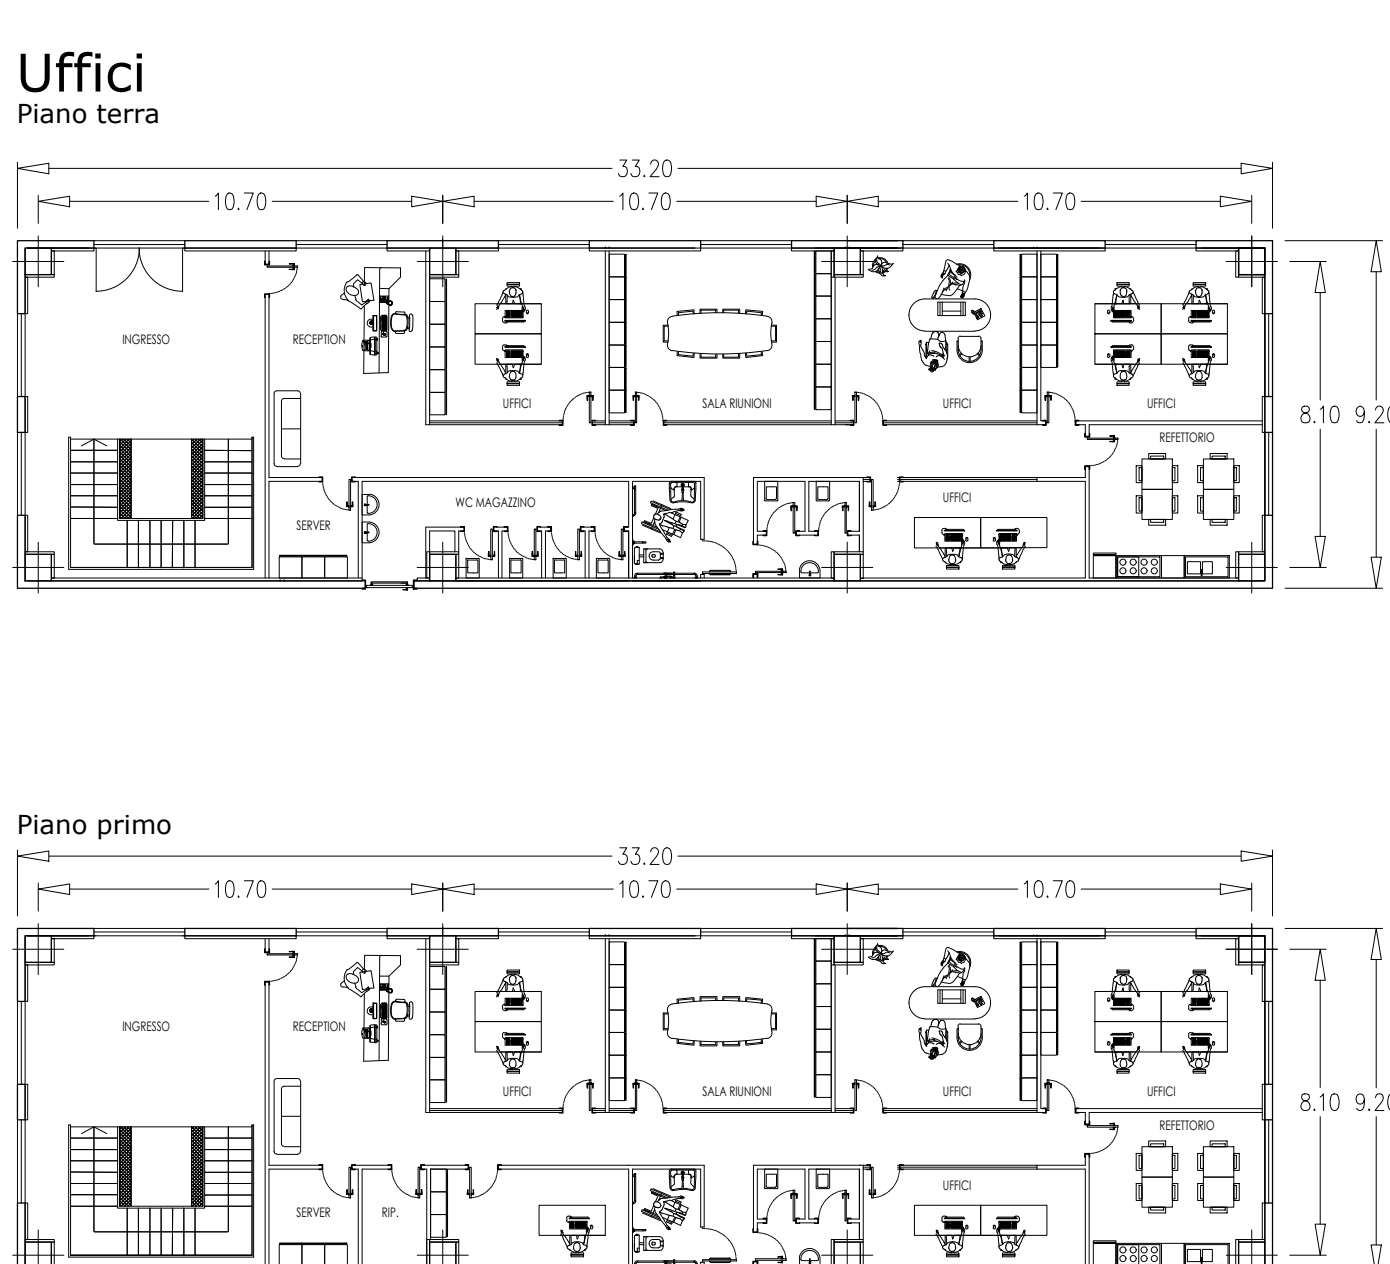 Uffici
Piano terra
33.20
10.70 10.70 10.70
INGRESSO RECEPTION
8.10 9.20
UFFICI SALA RIUNIONI UFFICI UFFICI
REFETTORIO
WC MAGAZZINO UFFICI
SERVER
Piano primo
33.20
10.70 10.70 10.70
INGRESSO RECEPTION
UFFICI SALA RIUNIONI UFFICI UFFICI
8.10 9.20
REFETTORIO
UFFICI
SERVER RIP.